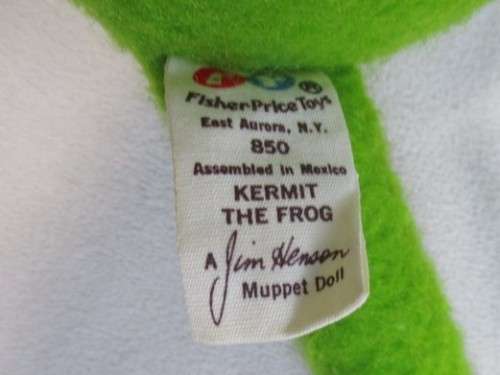 Fisher-Price Toys ®
East Aurora, N.Y.
850
Assembled in Mexico
KERMIT
THE FROG
A Jim Henson
Muppet Doll